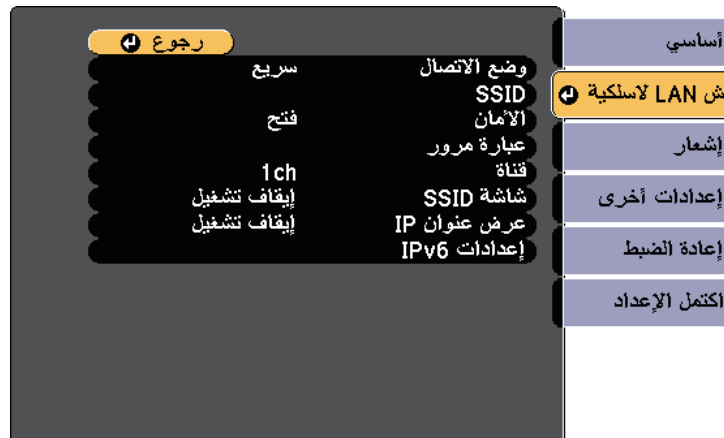 رجوع
وضع الاتصال سريع
SSID
الأمان فتح
عبارة مرور
قناة 1ch
شاشة SSID إيقاف تشغيل
عرض عنوان IP إيقاف تشغيل
إعدادات IPv6
أساسي
ش LAN لاسلكية
إشعار
إعدادات أخرى
إعادة الضبط
اكتمل الإعداد